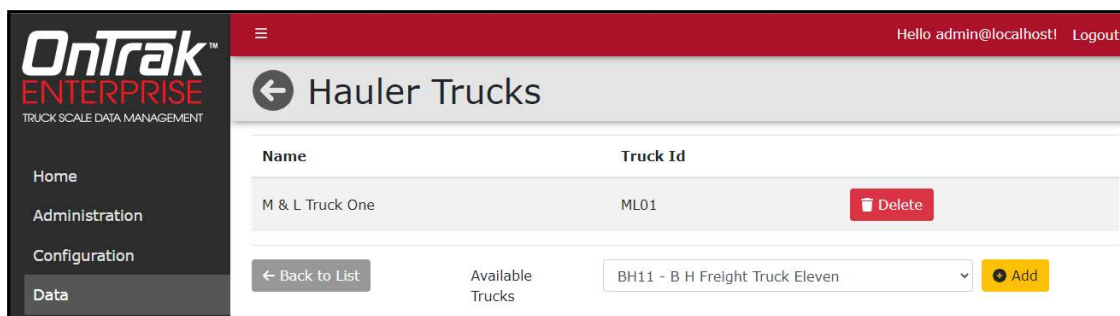 OnTrak™
ENTERPRISE
TRUCK SCALE DATA MANAGEMENT
Home
Administration
Configuration
Data
Hello admin@localhost! Logout
Hauler Trucks
Name Truck Id
M & L Truck One ML01 Delete
Back to List Available Trucks BH11 - B H Freight Truck Eleven Add